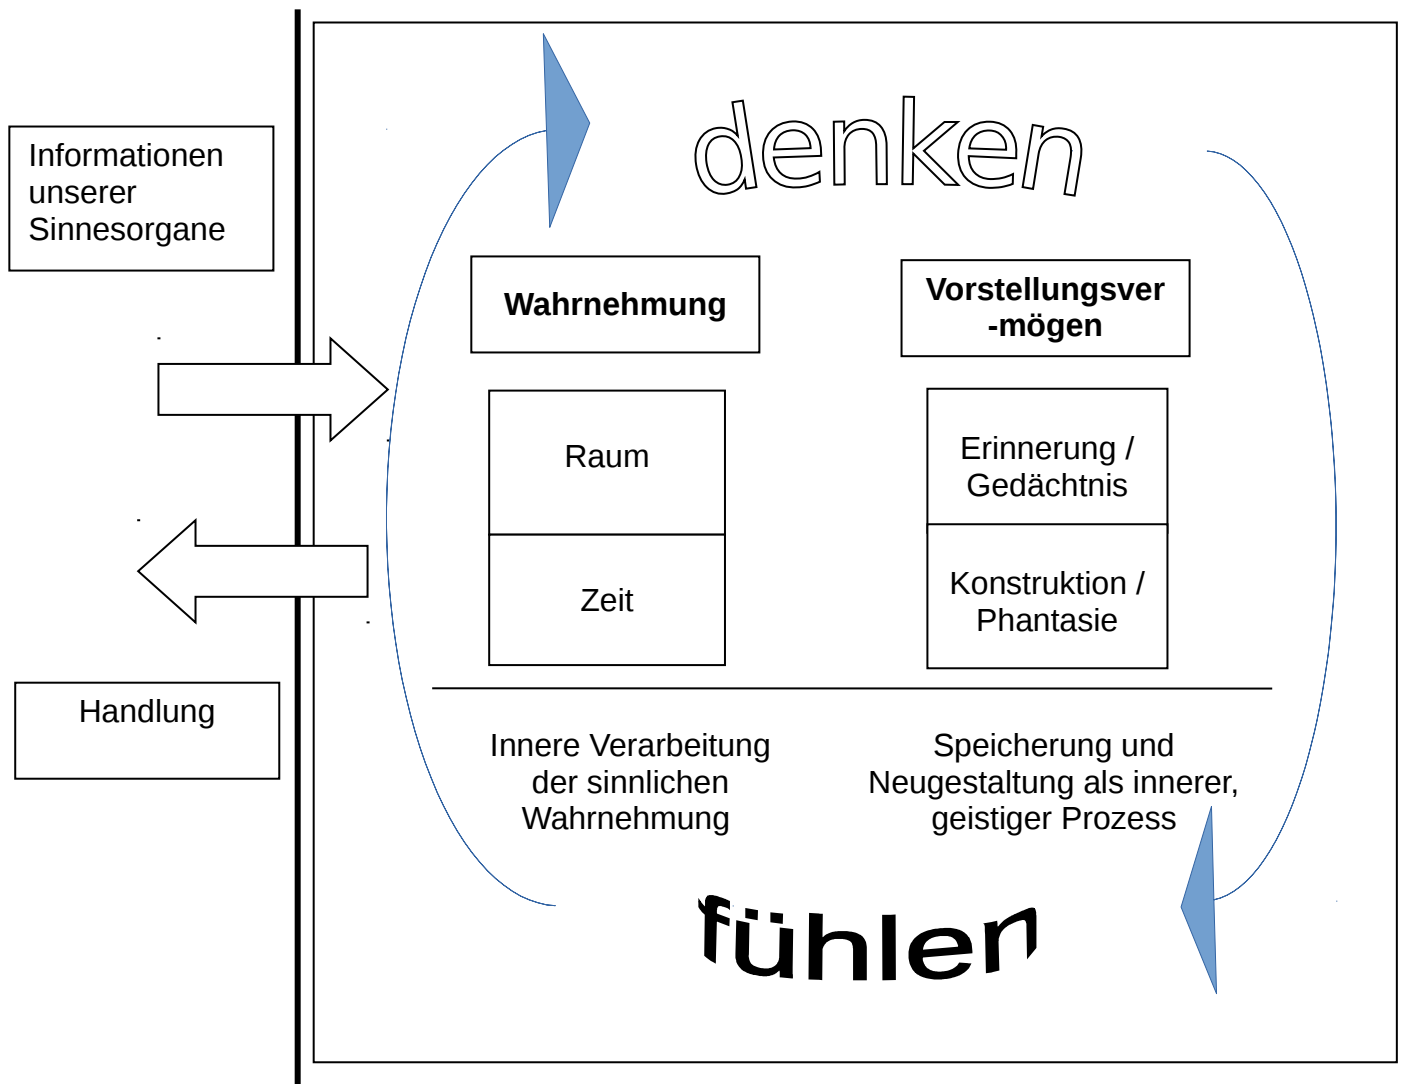 Informationen
unserer
Sinnesorgane
Handlung
denken
Wahrnehmung
Vorstellungsver
-mögen
Raum
Zeit
Erinnerung /
Gedächtnis
Konstruktion /
Phantasie
Innere Verarbeitung
der sinnlichen
Wahrnehmung
Speicherung und
Neugestaltung als innerer,
geistiger Prozess
fühlen